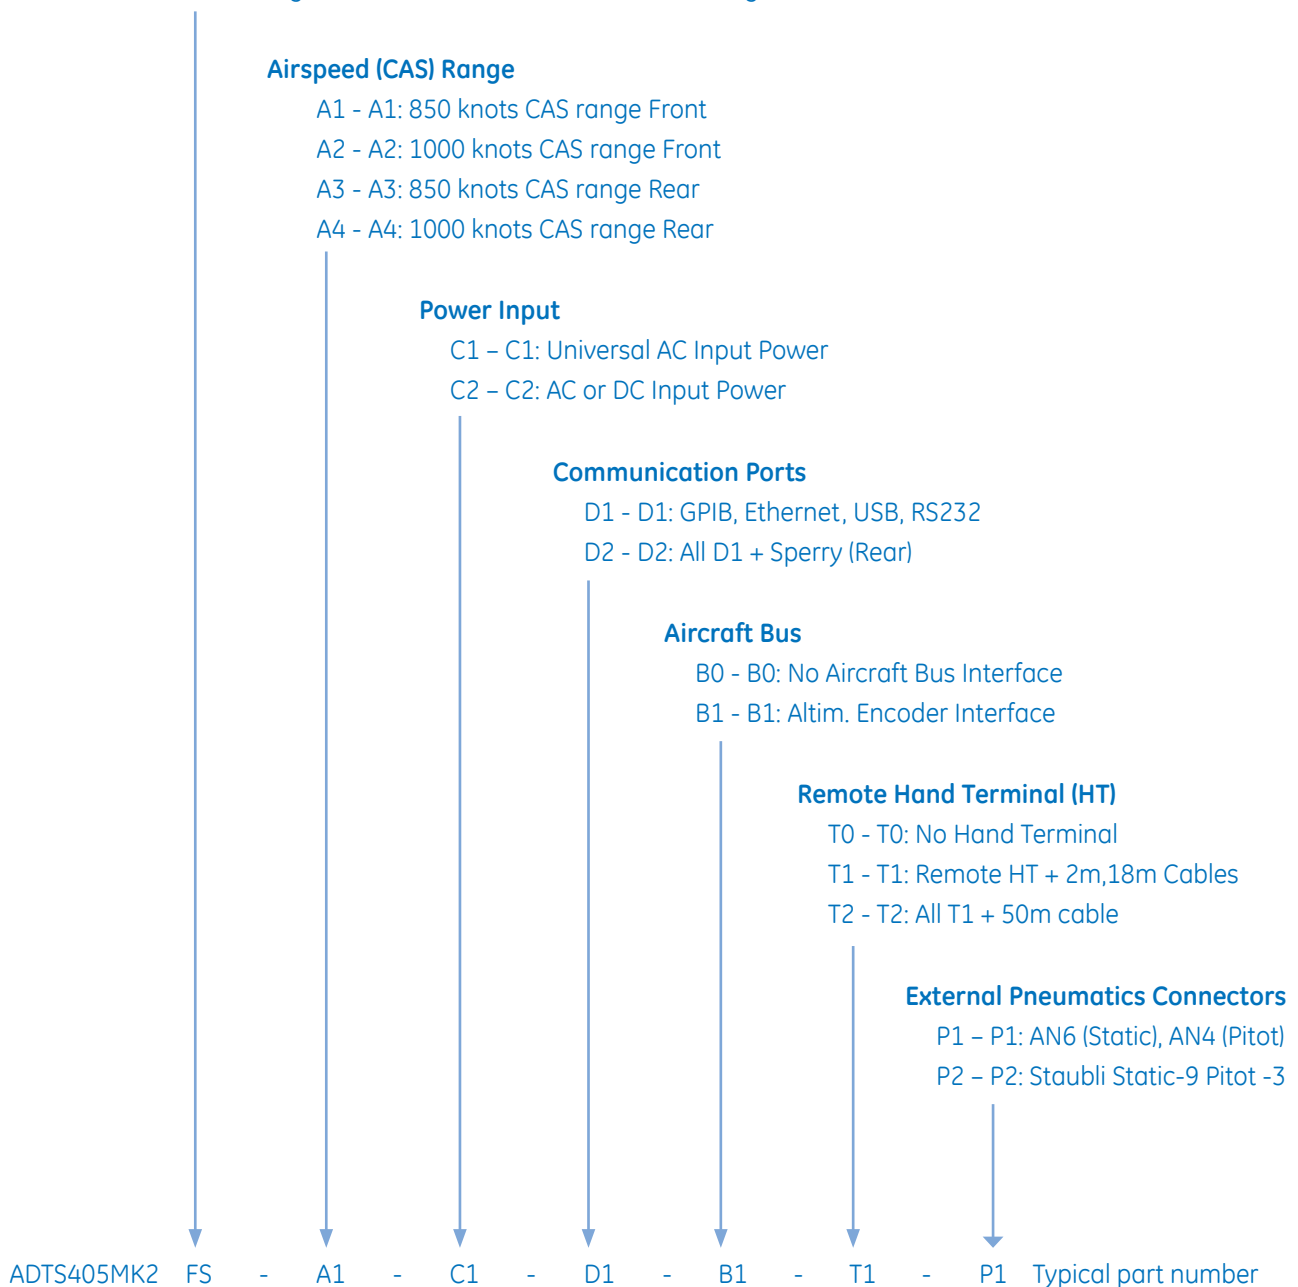 Airspeed (CAS) Range
A1 - A1: 850 knots CAS range Front
A2 - A2: 1000 knots CAS range Front
A3 - A3: 850 knots CAS range Rear
A4 - A4: 1000 knots CAS range Rear
Power Input
C1 – C1: Universal AC Input Power
C2 – C2: AC or DC Input Power
Communication Ports
D1 - D1: GPIB, Ethernet, USB, RS232
D2 - D2: All D1 + Sperry (Rear)
Aircraft Bus
B0 - B0: No Aircraft Bus Interface
B1 - B1: Altim. Encoder Interface
Remote Hand Terminal (HT)
T0 - T0: No Hand Terminal
T1 - T1: Remote HT + 2m,18m Cables
T2 - T2: All T1 + 50m cable
External Pneumatics Connectors
P1 – P1: AN6 (Static), AN4 (Pitot)
P2 – P2: Staubli Static-9 Pitot -3
ADTS405MK2 FS - A1 - C1 - D1 - B1 - T1 - P1 Typical part number